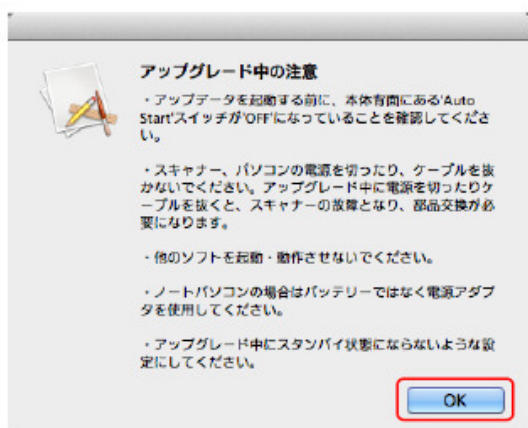 アップグレード中の注意
・アップデータを起動する前に、本体背面にある'Auto
Start'スイッチが'OFF'になっていることを確認してくださ
い。
・スキャナー、パソコンの電源を切ったり、ケーブルを抜
かないでください。アップグレード中に電源を切ったりケ
ーブルを抜くと、スキャナーの故障となり、部品交換が必
要になります。
・他のソフトを起動・動作させないでください。
・ノートパソコンの場合はバッテリーではなく電源アダプ
タを使用してください。
・アップグレード中にスタンバイ状態にならないような設
定にしてください。
OK